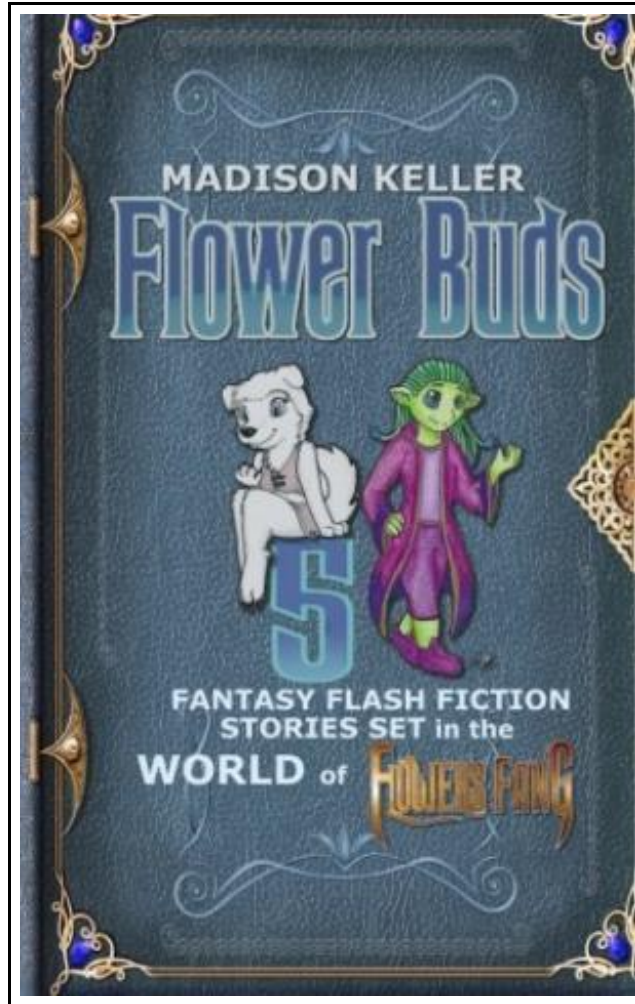 MADISON KELLER
Flower Buds
5
FANTASY FLASH FICTION
STORIES SET in the
WORLD of FLOWERS FANG